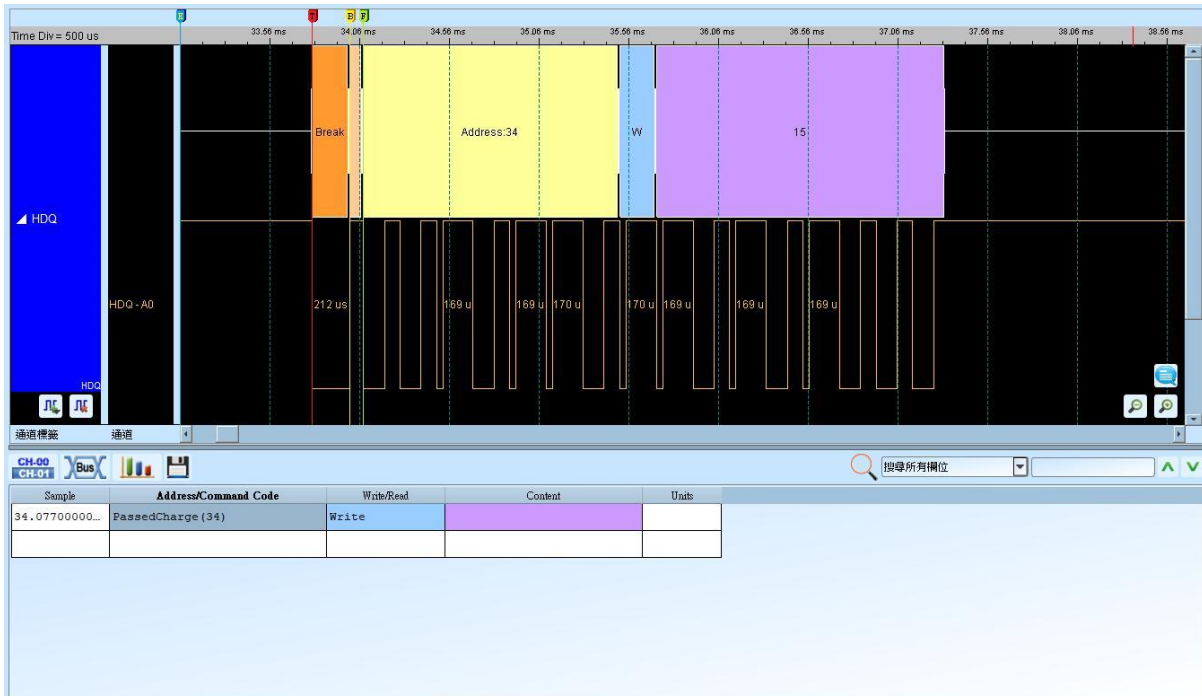 E T B F
Time Div = 500 us 33.56 ms 34.06 ms 34.56 ms 35.06 ms 35.56 ms 36.06 ms 36.56 ms 37.06 ms 37.56 ms 38.06 ms 38.56 ms
Break Address:34 W 15
HDQ
HDQ - A0 212 us 169 u 169 u 170 u 170 u 169 u 169 u 169 u
HDQ
通道標籤 通道
CH-00
CH-01 Bus 搜尋所有欄位
Sample Address/Command Code Write/Read Content Units
34.07700000... PassedCharge(34) Write